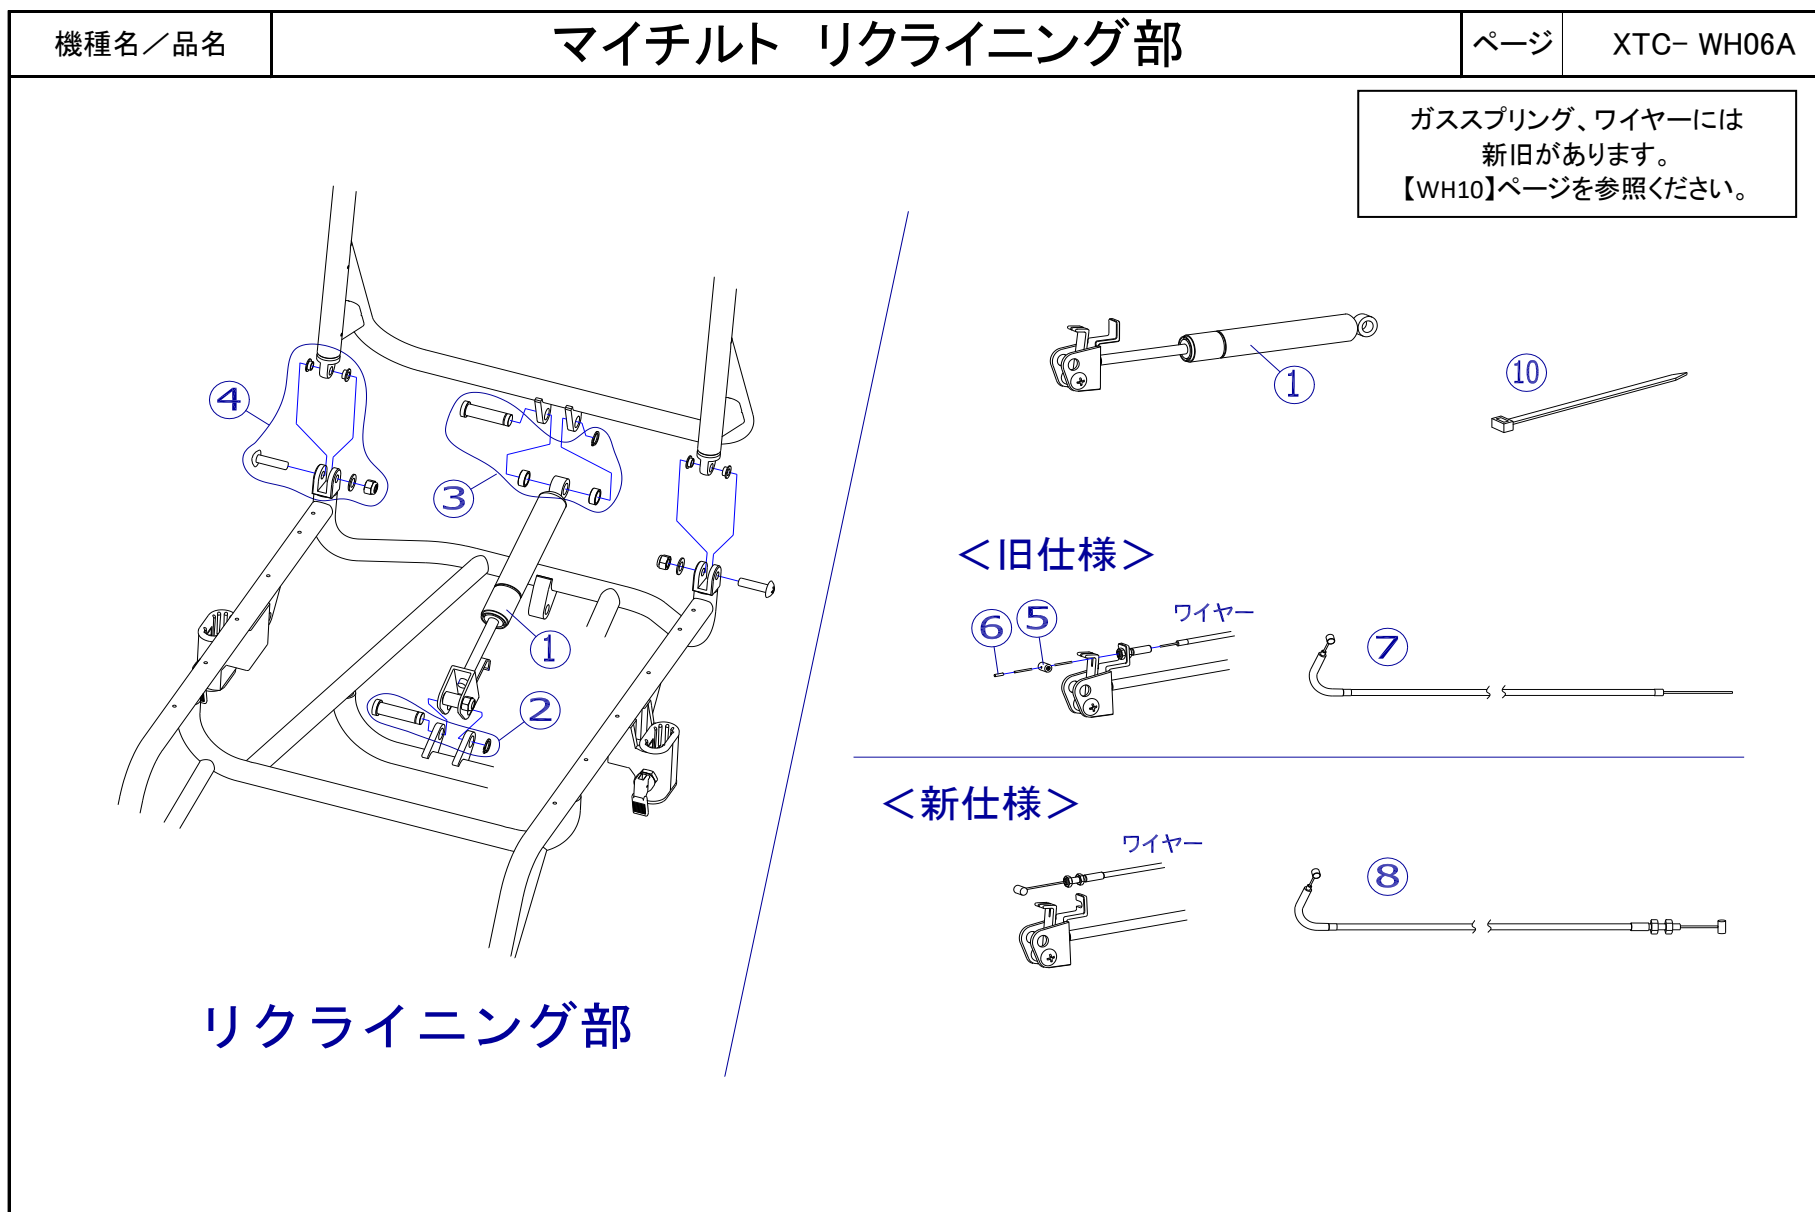 機種名／品名
マイチルト リクライニング部
ページ
XTC- WH06A
ガススプリング、ワイヤーには
新旧があります。
【WH10】ページを参照ください。
④
③
①
②
リクライニング部
①
⑩
＜旧仕様＞
⑥
⑤
ワイヤー
⑦
＜新仕様＞
ワイヤー
⑧